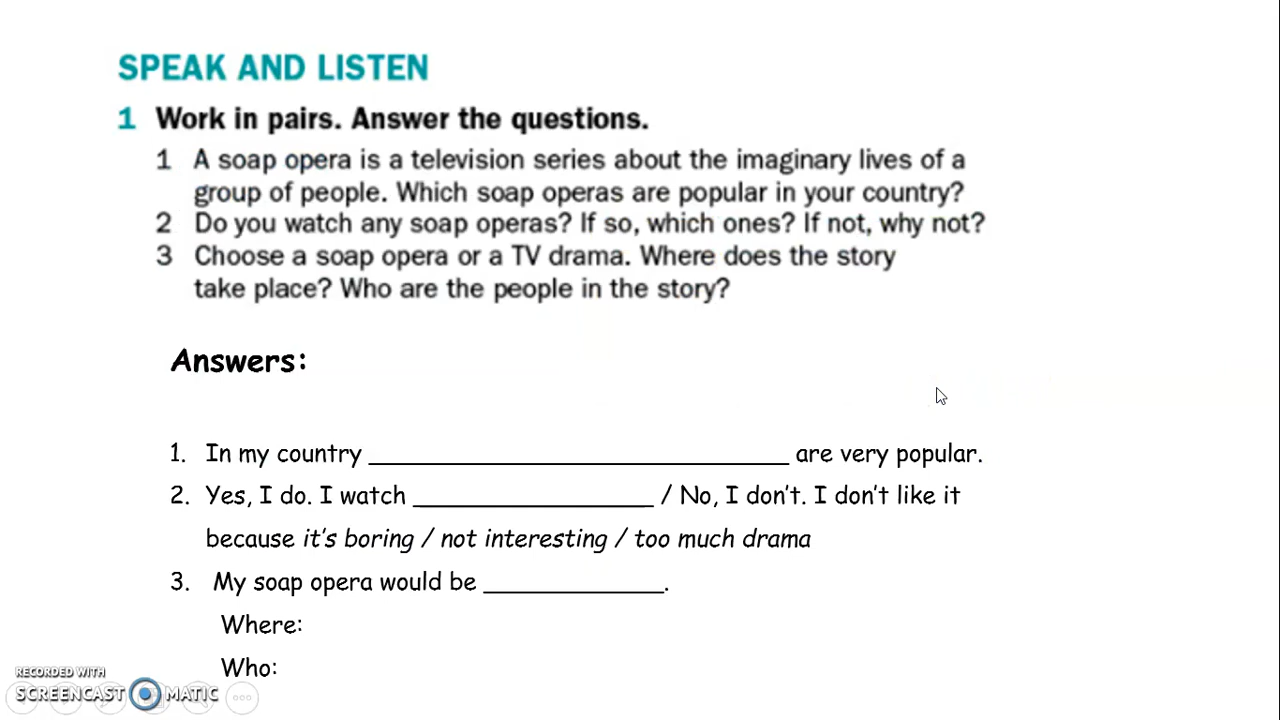 SPEAK AND LISTEN
1 Work in pairs. Answer the questions.
1 A soap opera is a television series about the imaginary lives of a
group of people. Which soap operas are popular in your country?
2 Do you watch any soap operas? If so, which ones? If not, why not?
3 Choose a soap opera or a TV drama. Where does the story
take place? Who are the people in the story?
Answers:
1. In my country ______________________________ are very popular.
2. Yes, I do. I watch _________________ / No, I don't. I don't like it
because it's boring / not interesting / too much drama
3. My soap opera would be _____________.
Where:
Who:
RECORDED WITH
SCREENCAST MATIC